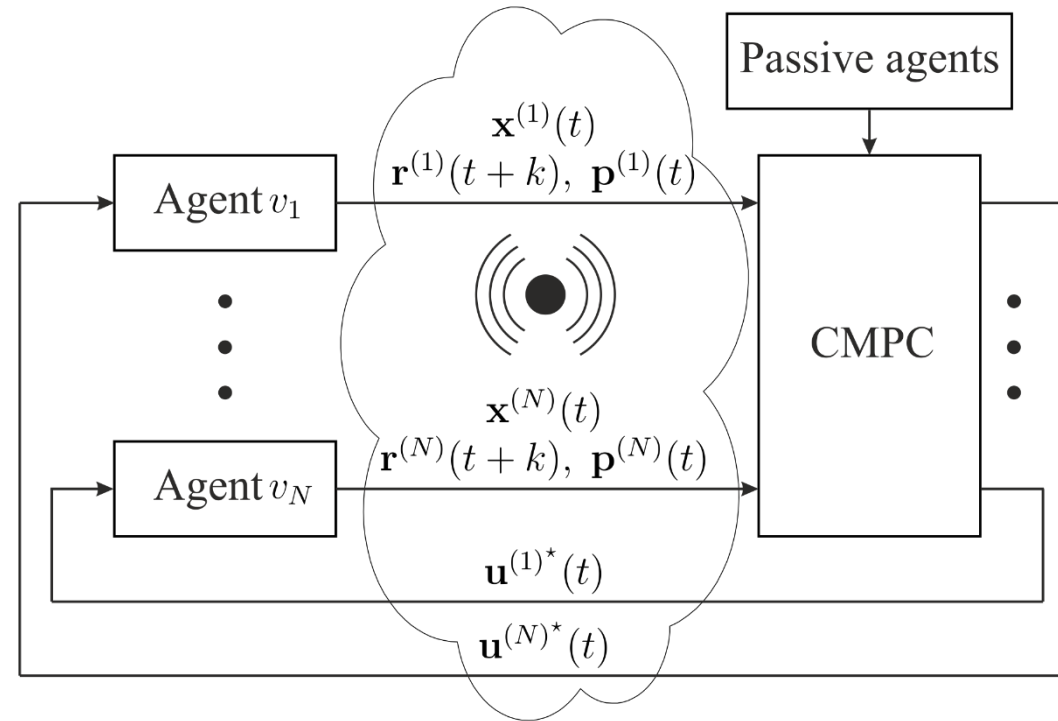 Passive agents
x^{(1)}(t)
r^{(1)}(t + k), p^{(1)}(t)
Agent v_1
CMPC
x^{(N)}(t)
r^{(N)}(t + k), p^{(N)}(t)
Agent v_N
u^{(1)^⋆}(t)
u^{(N)^⋆}(t)